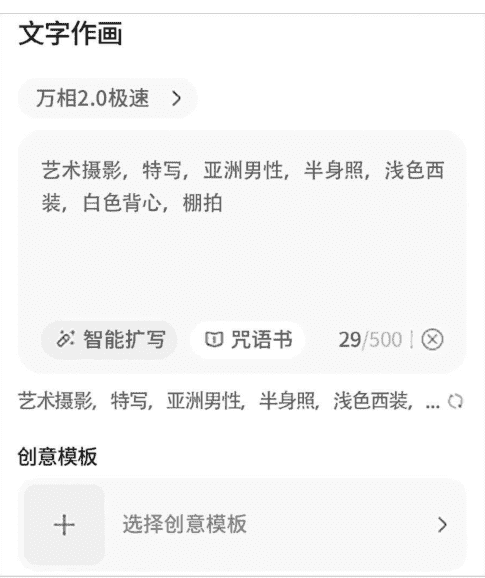 文字作画
万相2.0极速
艺术摄影，特写，亚洲男性，半身照，浅色西
装，白色背心，棚拍
智能扩写 咒语书 29/500
艺术摄影，特写，亚洲男性，半身照，浅色西装，...
创意模板
选择创意模板